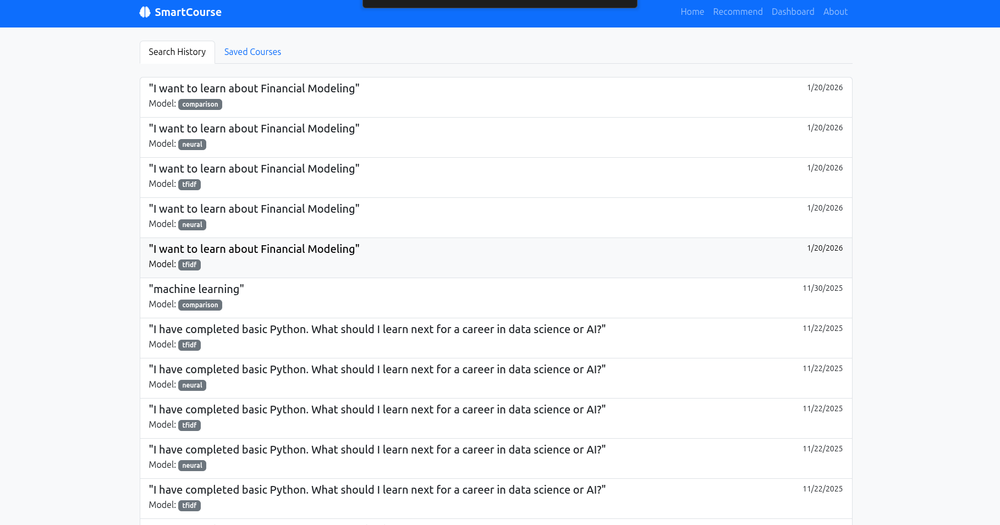 SmartCourse
Home Recommend Dashboard About
Search History Saved Courses
"I want to learn about Financial Modeling" 1/20/2026
Model: comparison
"I want to learn about Financial Modeling" 1/20/2026
Model: neural
"I want to learn about Financial Modeling" 1/20/2026
Model: tfidf
"I want to learn about Financial Modeling" 1/20/2026
Model: neural
"I want to learn about Financial Modeling" 1/20/2026
Model: tfidf
"machine learning" 11/30/2025
Model: comparison
"I have completed basic Python. What should I learn next for a career in data science or AI?" 11/22/2025
Model: tfidf
"I have completed basic Python. What should I learn next for a career in data science or AI?" 11/22/2025
Model: neural
"I have completed basic Python. What should I learn next for a career in data science or AI?" 11/22/2025
Model: tfidf
"I have completed basic Python. What should I learn next for a career in data science or AI?" 11/22/2025
Model: neural
"I have completed basic Python. What should I learn next for a career in data science or AI?" 11/22/2025
Model: tfidf